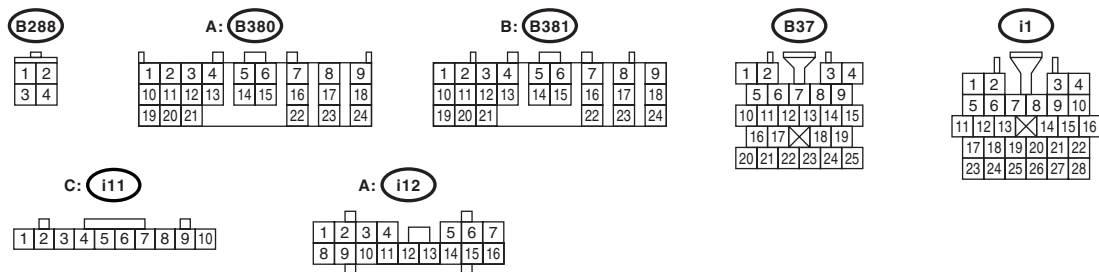 B288 A: B380 B: B381 B37 i1
1 2
3 4
1 2 3 4 5 6 7 8 9
10 11 12 13 14 15 16 17 18
19 20 21 22 23 24
1 2 3 4 5 6 7 8 9
10 11 12 13 14 15 16 17 18
19 20 21 22 23 24
1 2 3 4
5 6 7 8 9
10 11 12 13 14 15
16 17 18 19
20 21 22 23 24 25
1 2 3 4
5 6 7 8 9 10
11 12 13 14 15 16
17 18 19 20 21 22
23 24 25 26 27 28
C: i11 A: i12
1 2 3 4 5 6 7 8 9 10
1 2 3 4 5 6 7
8 9 10 11 12 13 14 15 16